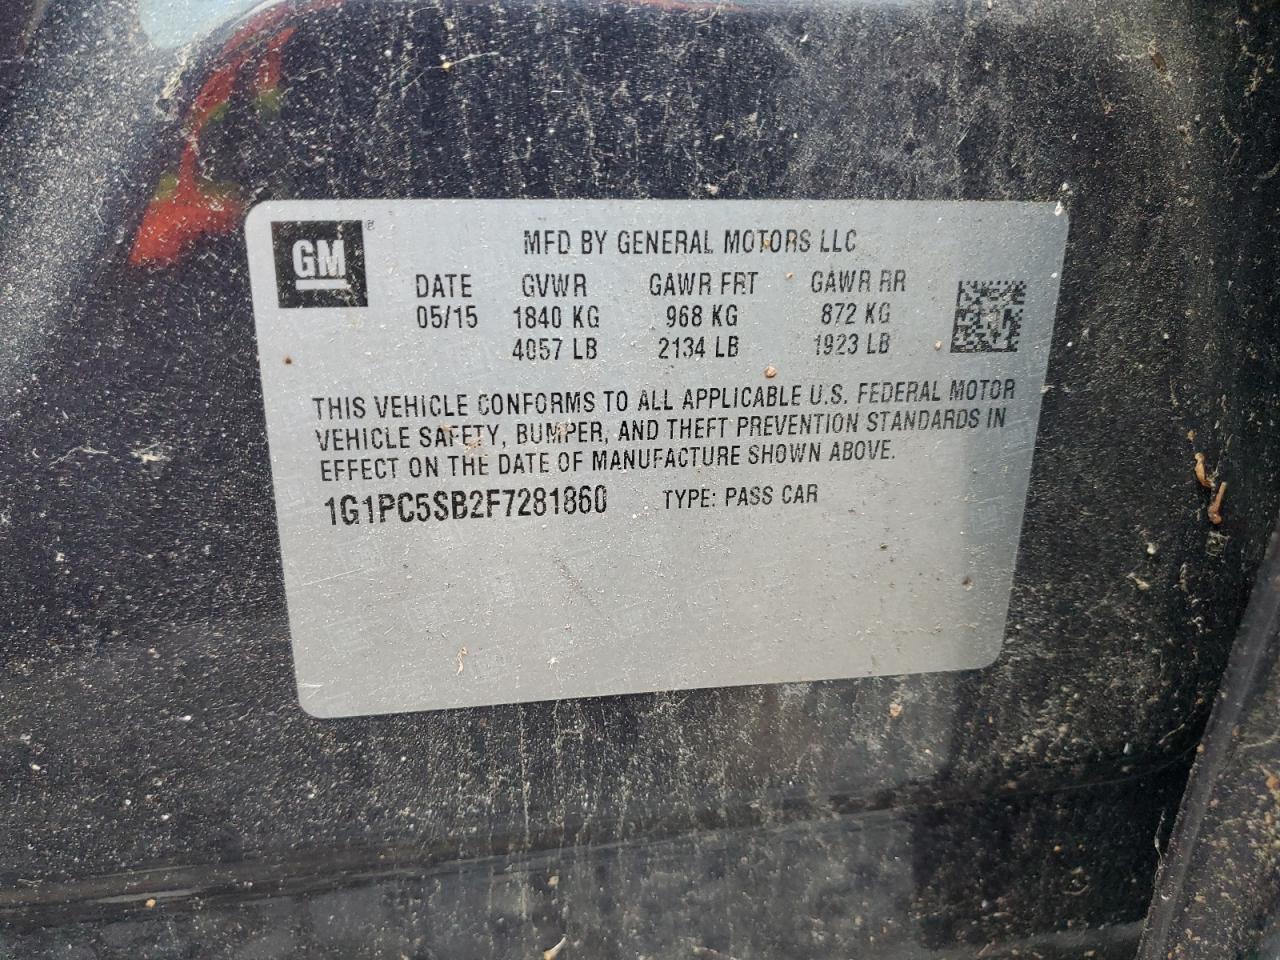 GM ®
MFD BY GENERAL MOTORS LLC
DATE GVWR GAWR FRT GAWR RR
05/15 1840 KG 968 KG 872 KG
4057 LB 2134 LB 1923 LB
THIS VEHICLE CONFORMS TO ALL APPLICABLE U.S. FEDERAL MOTOR
VEHICLE SAFETY, BUMPER, AND THEFT PREVENTION STANDARDS IN
EFFECT ON THE DATE OF MANUFACTURE SHOWN ABOVE.
1G1PC5SB2F7281860 TYPE: PASS CAR